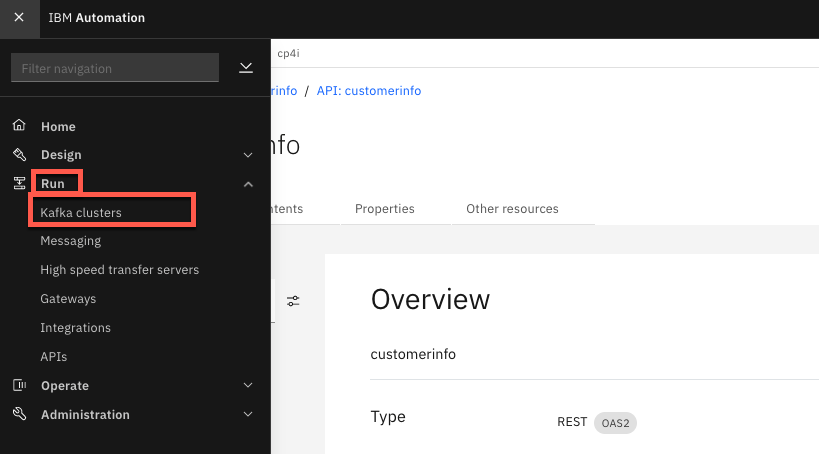 IBM Automation
Filter navigation
Home
Design
Run
Kafka clusters
Messaging
High speed transfer servers
Gateways
Integrations
APIs
Operate
Administration
cp4i
rinfo / API: customerinfo
nfo
ntents Properties Other resources
Overview
customerinfo
Type REST OAS2